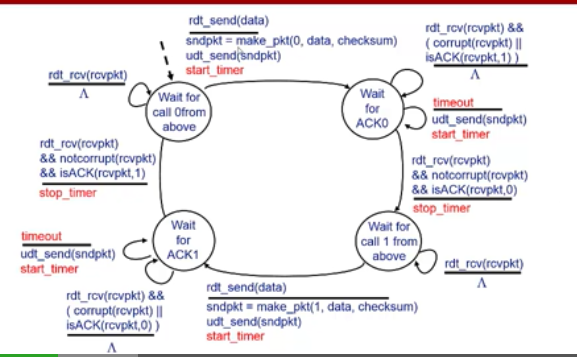 rdt_send(data)
sndpkt = make_pkt(0, data, checksum)
udt_send(sndpkt)
start_timer
rdt_rcv(rcvpkt) &&
( corrupt(rcvpkt) ||
isACK(rcvpkt,1) )
Λ
rdt_rcv(rcvpkt)
Λ
Wait for
call 0from
above
Wait
for
ACK0
timeout
udt_send(sndpkt)
start_timer
rdt_rcv(rcvpkt)
&& notcorrupt(rcvpkt)
&& isACK(rcvpkt,1)
stop_timer
rdt_rcv(rcvpkt)
&& notcorrupt(rcvpkt)
&& isACK(rcvpkt,0)
stop_timer
timeout
udt_send(sndpkt)
start_timer
Wait
for
ACK1
Wait for
call 1 from
above
rdt_rcv(rcvpkt)
Λ
rdt_rcv(rcvpkt) &&
( corrupt(rcvpkt) ||
isACK(rcvpkt,0) )
Λ
rdt_send(data)
sndpkt = make_pkt(1, data, checksum)
udt_send(sndpkt)
start_timer